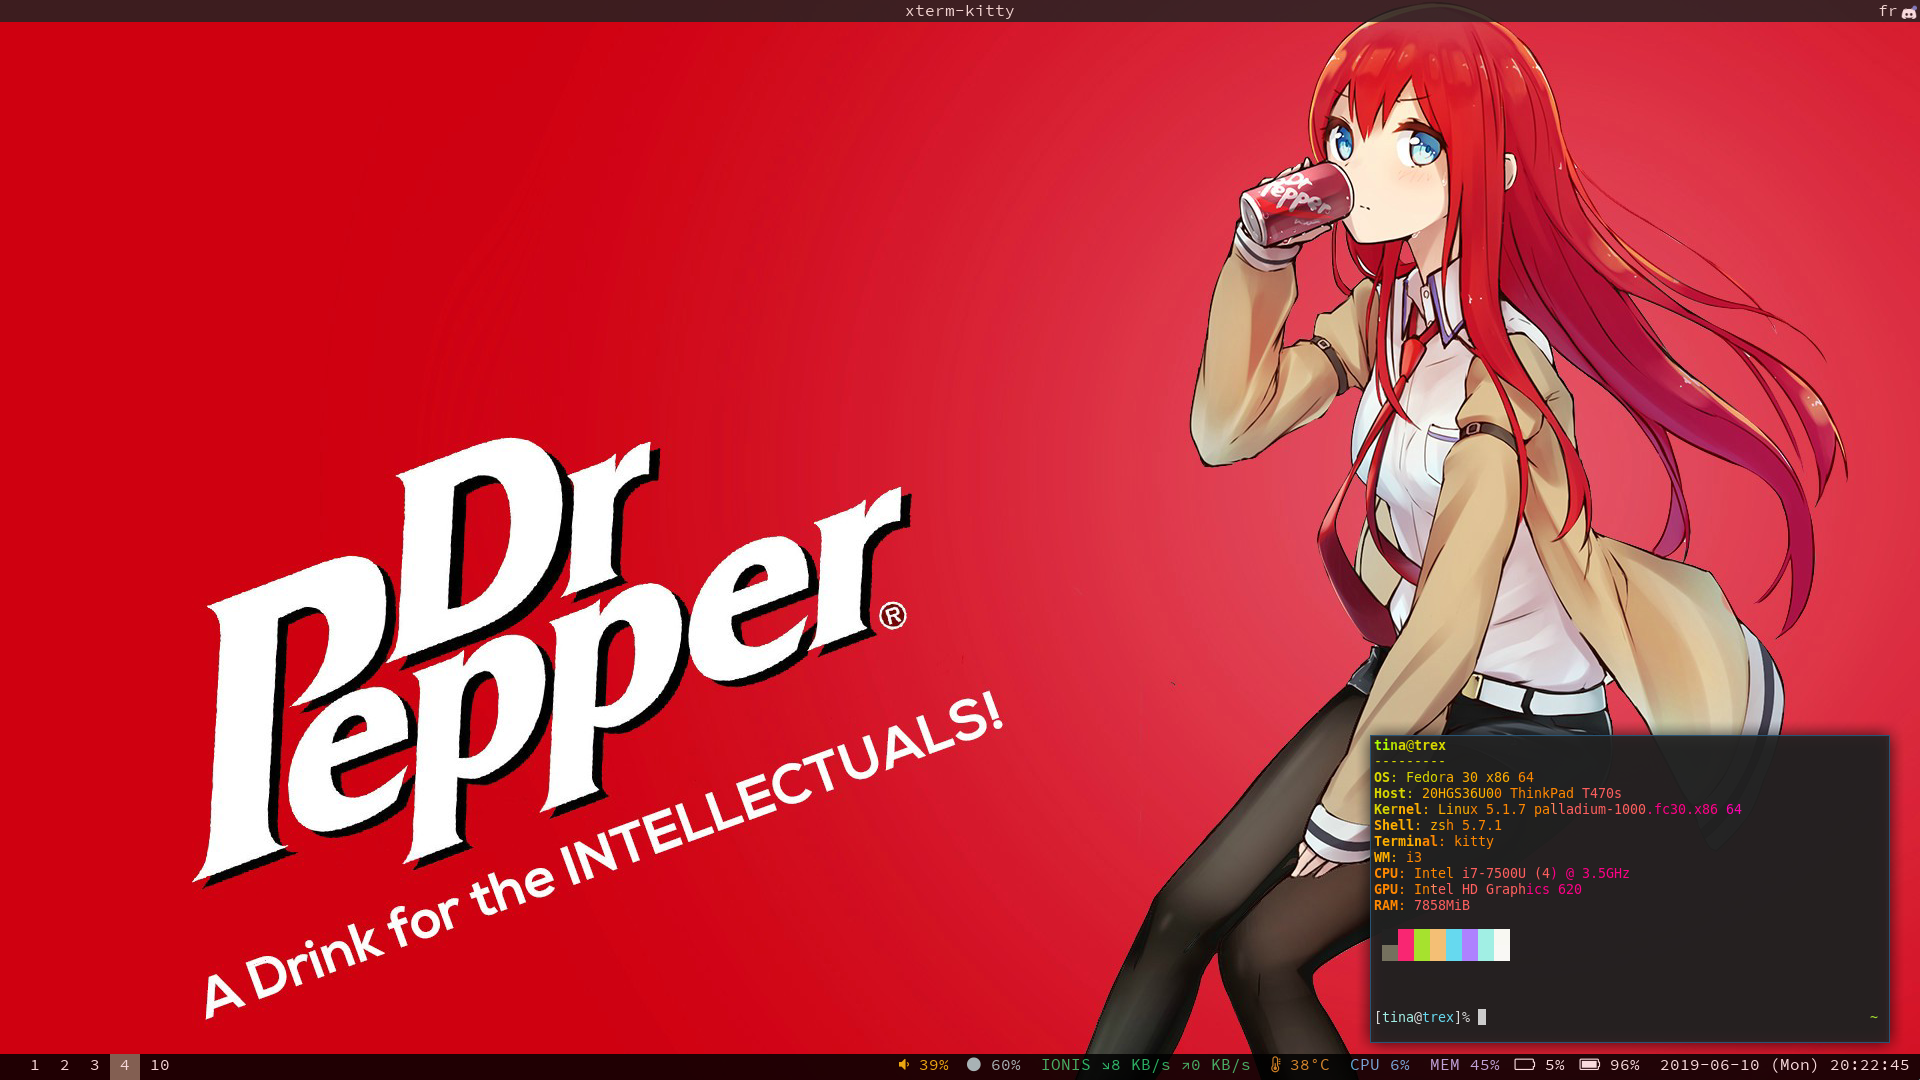 xterm-kitty
fr
Dr
Pepper
Dr
Pepper®
A Drink for the INTELLECTUALS!
tina@trex
---------
OS: Fedora 30 x86 64
Host: 20HGS36U00 ThinkPad T470s
Kernel: Linux 5.1.7 palladium-1000.fc30.x86 64
Shell: zsh 5.7.1
Terminal: kitty
WM: i3
CPU: Intel i7-7500U (4) @ 3.5GHz
GPU: Intel HD Graphics 620
RAM: 7858MiB
[tina@trex]% ~
1 2 3 4 10 39% 60% IONIS ↘8 KB/s ↗0 KB/s 38°C CPU 6% MEM 45% 5% 96% 2019-06-10 (Mon) 20:22:45